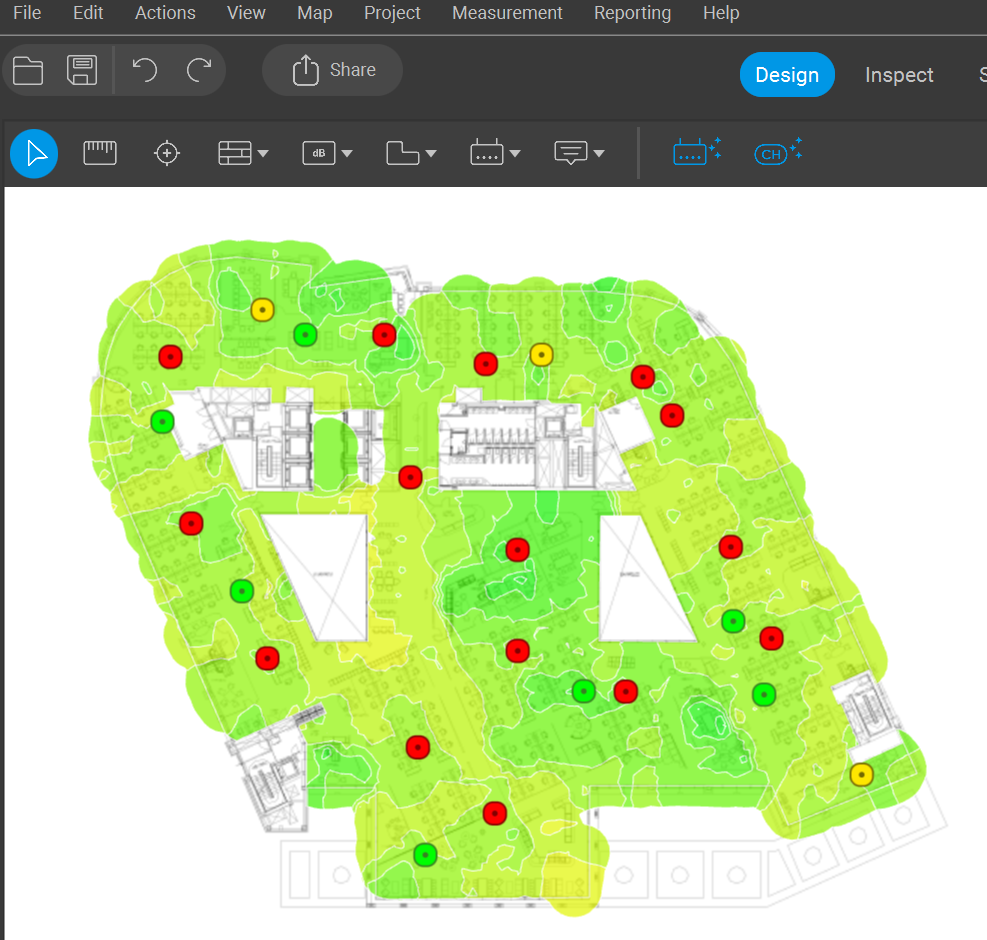 File Edit Actions View Map Project Measurement Reporting Help
Share
Design Inspect S
dB CH